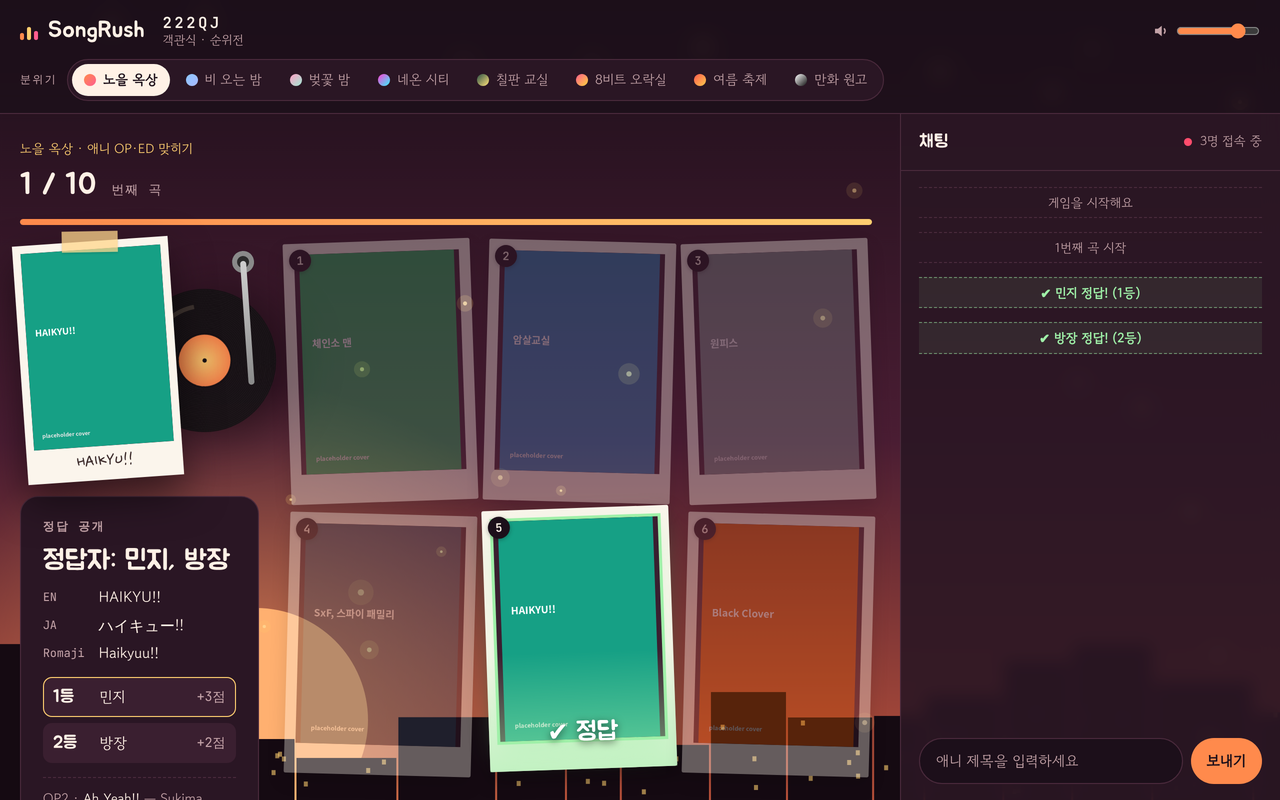 SongRush
222QJ
객관식 · 순위전
분위기
노을 옥상
비 오는 밤
벚꽃 밤
네온 시티
칠판 교실
8비트 오락실
여름 축제
만화 원고
노을 옥상 · 애니 OP·ED 맞히기
1 / 10 번째 곡
HAIKYU!!
placeholder cover
HAIKYU!!
1
체인소 맨
placeholder cover
2
암살교실
placeholder cover
3
원피스
placeholder cover
4
SxF, 스파이 패밀리
placeholder cover
5
HAIKYU!!
placeholder cover
✔ 정답
6
Black Clover
placeholder cover
정답 공개
정답자: 민지, 방장
EN HAIKYU!!
JA ハイキュー!!
Romaji Haikyuu!!
1등 민지 +3점
2등 방장 +2점
OP2 · Ah Yeah!! — Sukima
채팅
3명 접속 중
게임을 시작해요
1번째 곡 시작
✔ 민지 정답! (1등)
✔ 방장 정답! (2등)
애니 제목을 입력하세요
보내기